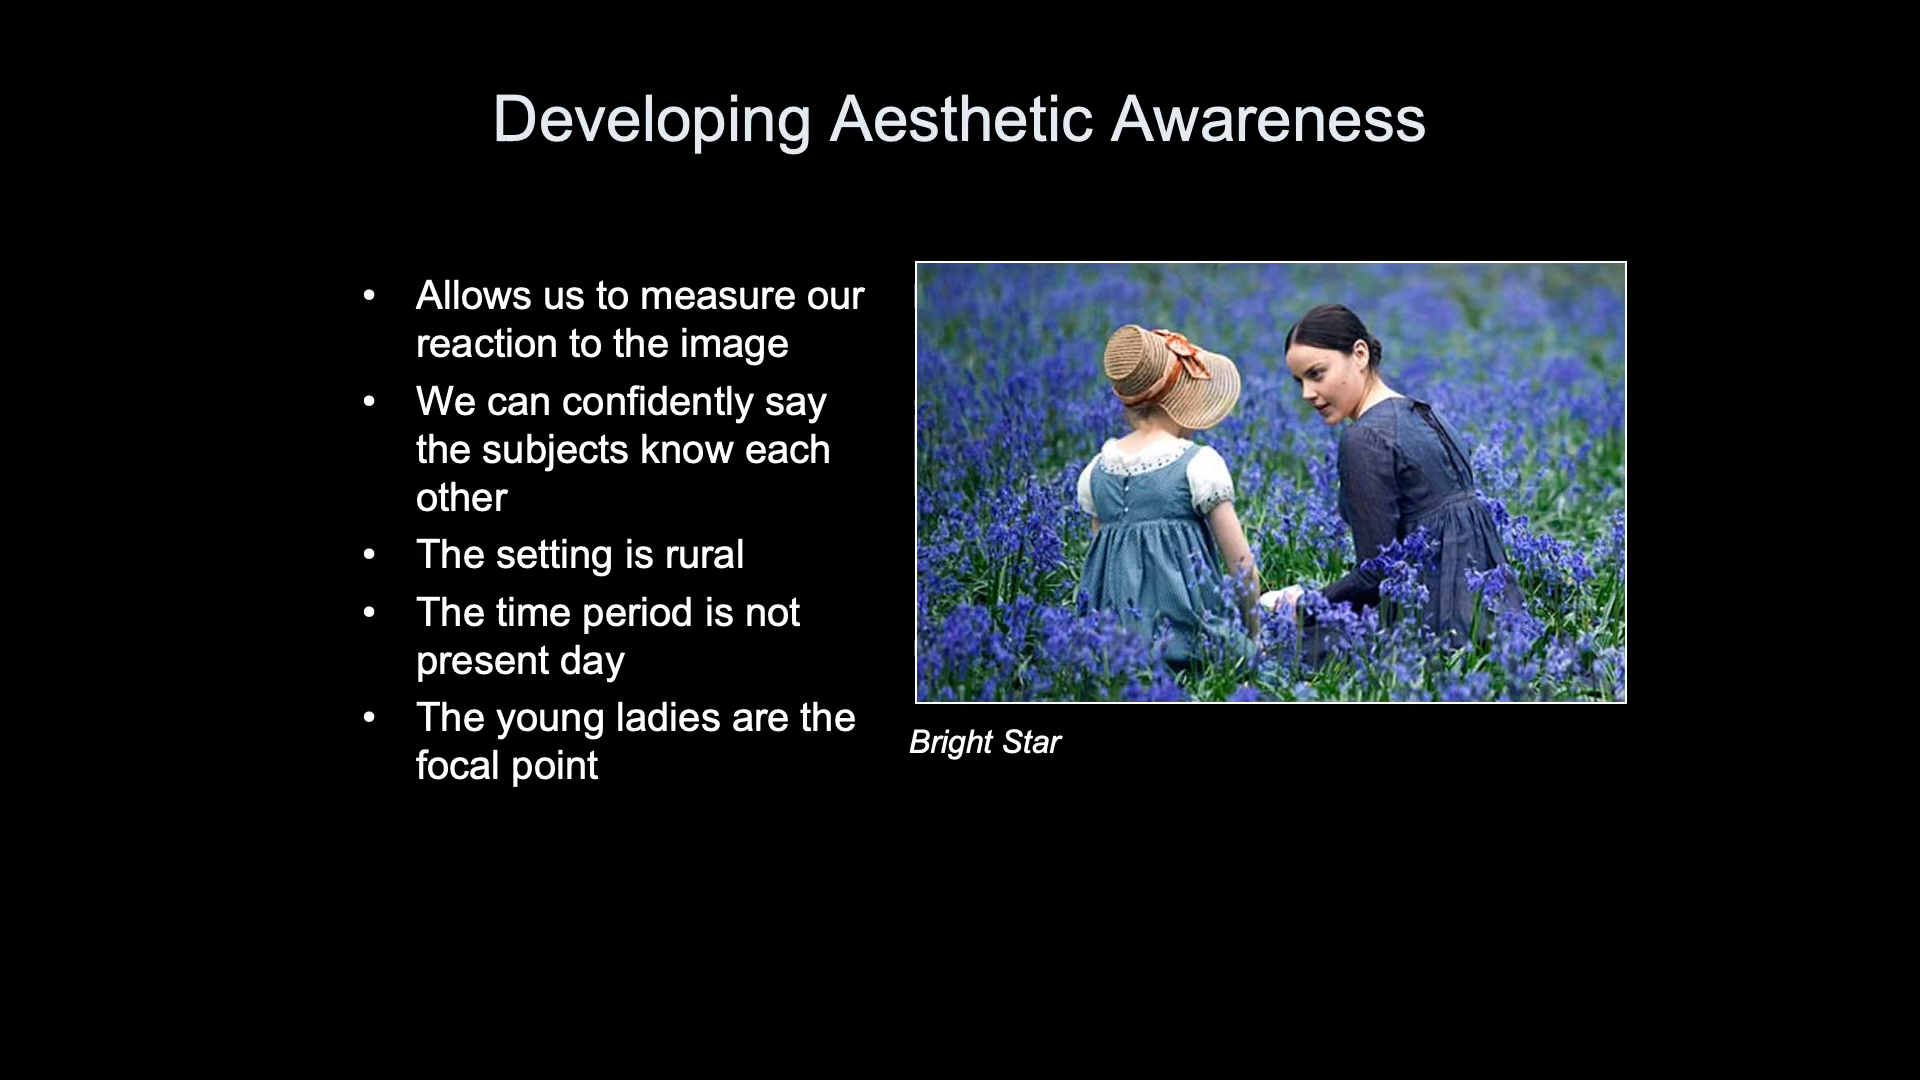 Developing Aesthetic Awareness
• Allows us to measure our
reaction to the image
• We can confidently say
the subjects know each
other
• The setting is rural
• The time period is not
present day
• The young ladies are the
focal point
Bright Star